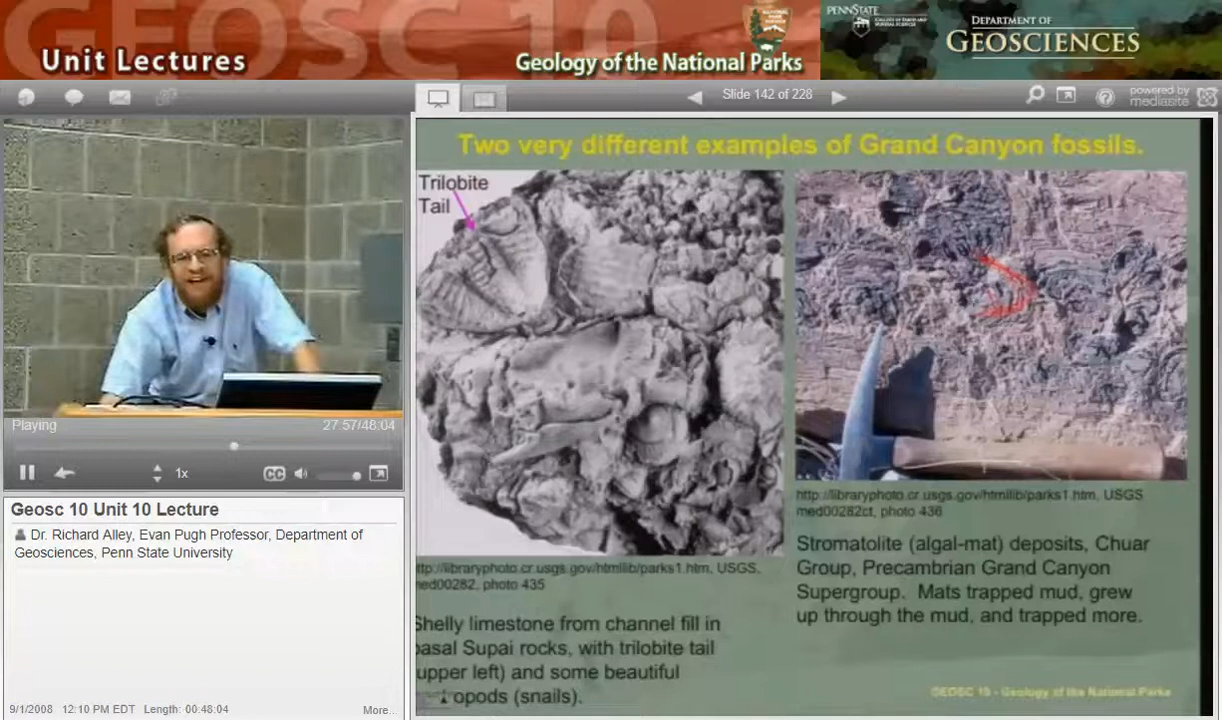 GEOSC 10
Unit Lectures
Geology of the National Parks
PENNSTATE
DEPARTMENT OF
GEOSCIENCES
Slide 142 of 228
powered by
mediasite
Two very different examples of Grand Canyon fossils.
Trilobite
Tail
Playing
27:57/48:04
1x
CC
http://libraryphoto.cr.usgs.gov/htmllib/parks1.htm, USGS
med00282ct, photo 436
Stromatolite (algal-mat) deposits, Chuar
Group, Precambrian Grand Canyon
Supergroup. Mats trapped mud, grew
up through the mud, and trapped more.
ttp://libraryphoto.cr.usgs.gov/htmllib/parks1.htm, USGS,
ned00282, photo 435
Shelly limestone from channel fill in
basal Supai rocks, with trilobite tail
upper left) and some beautiful
opods (snails).
GEOSC 10 - Geology of the National Parks
Geosc 10 Unit 10 Lecture
Dr. Richard Alley, Evan Pugh Professor, Department of
Geosciences, Penn State University
9/1/2008 12:10 PM EDT Length: 00:48:04
More...